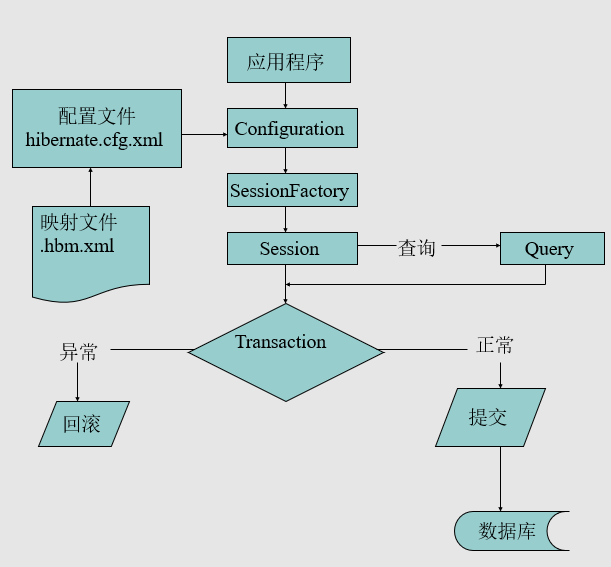 应用程序
配置文件
hibernate.cfg.xml
Configuration
SessionFactory
映射文件
.hbm.xml
Session
查询
Query
Transaction
异常
正常
回滚
提交
数据库